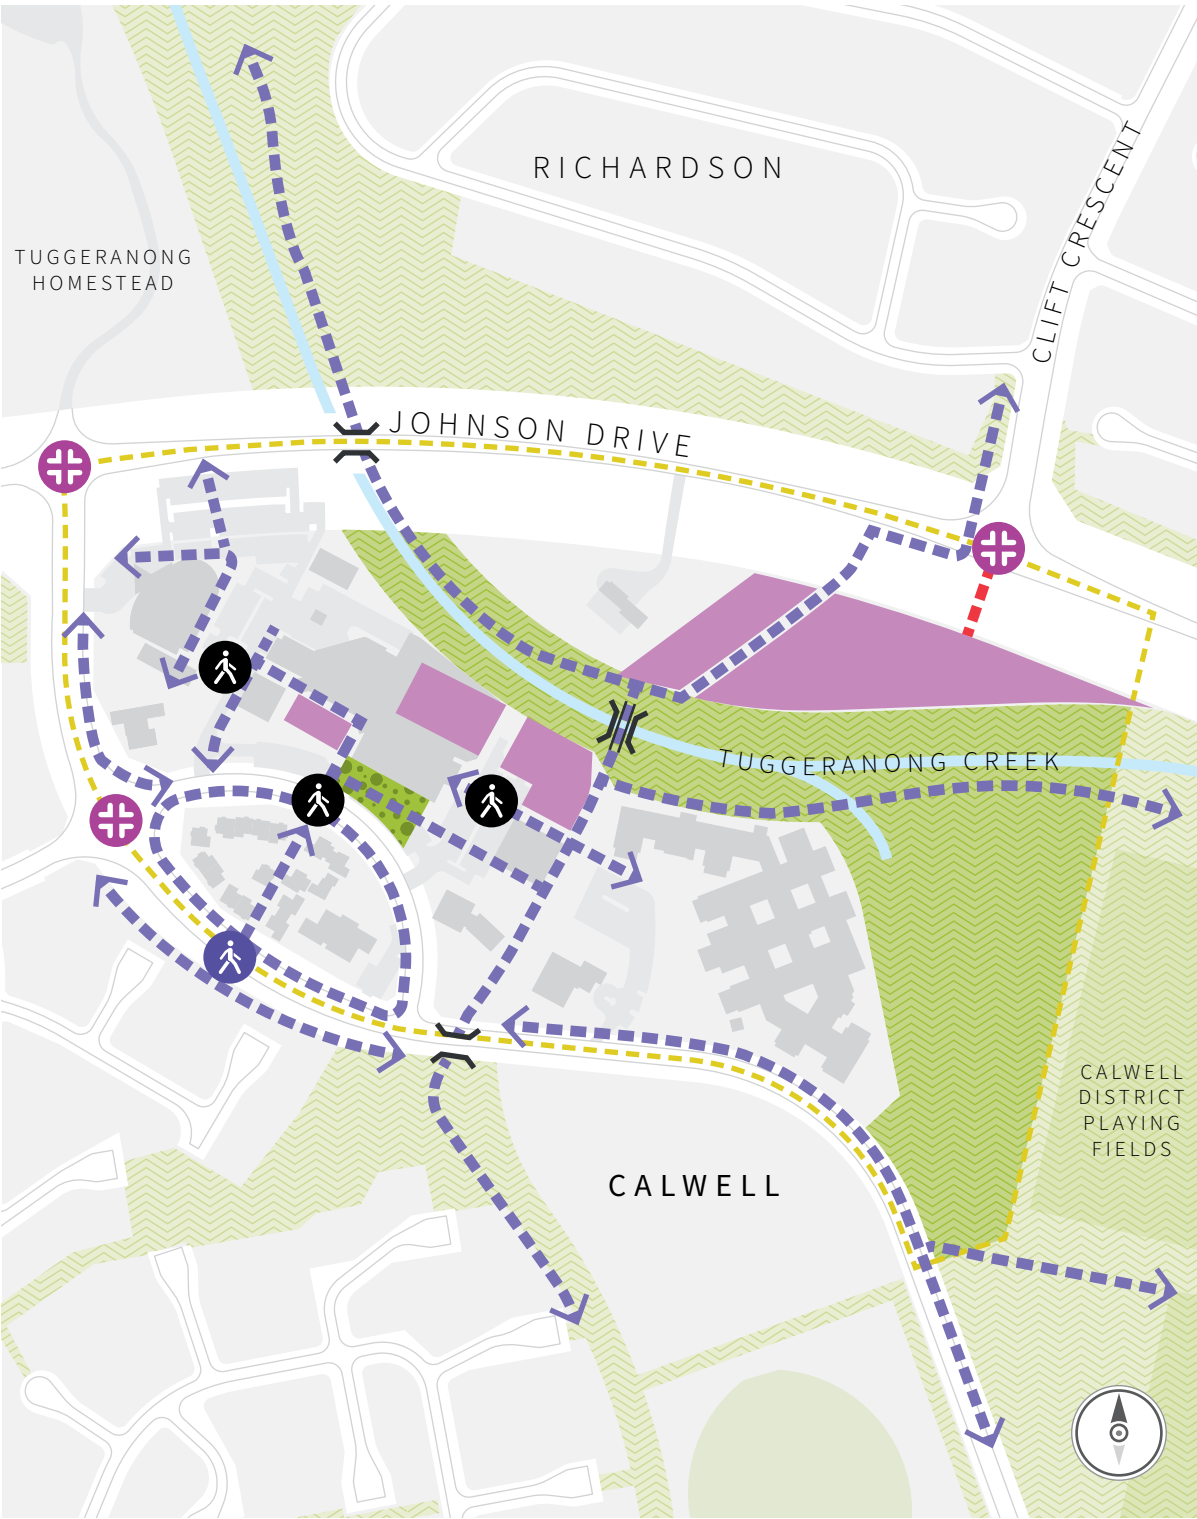 RICHARDSON
CLIFT CRESCENT
TUGGERANONG
HOMESTEAD
JOHNSON DRIVE
TUGGERANONG CREEK
CALWELL
DISTRICT
PLAYING
FIELDS
CALWELL